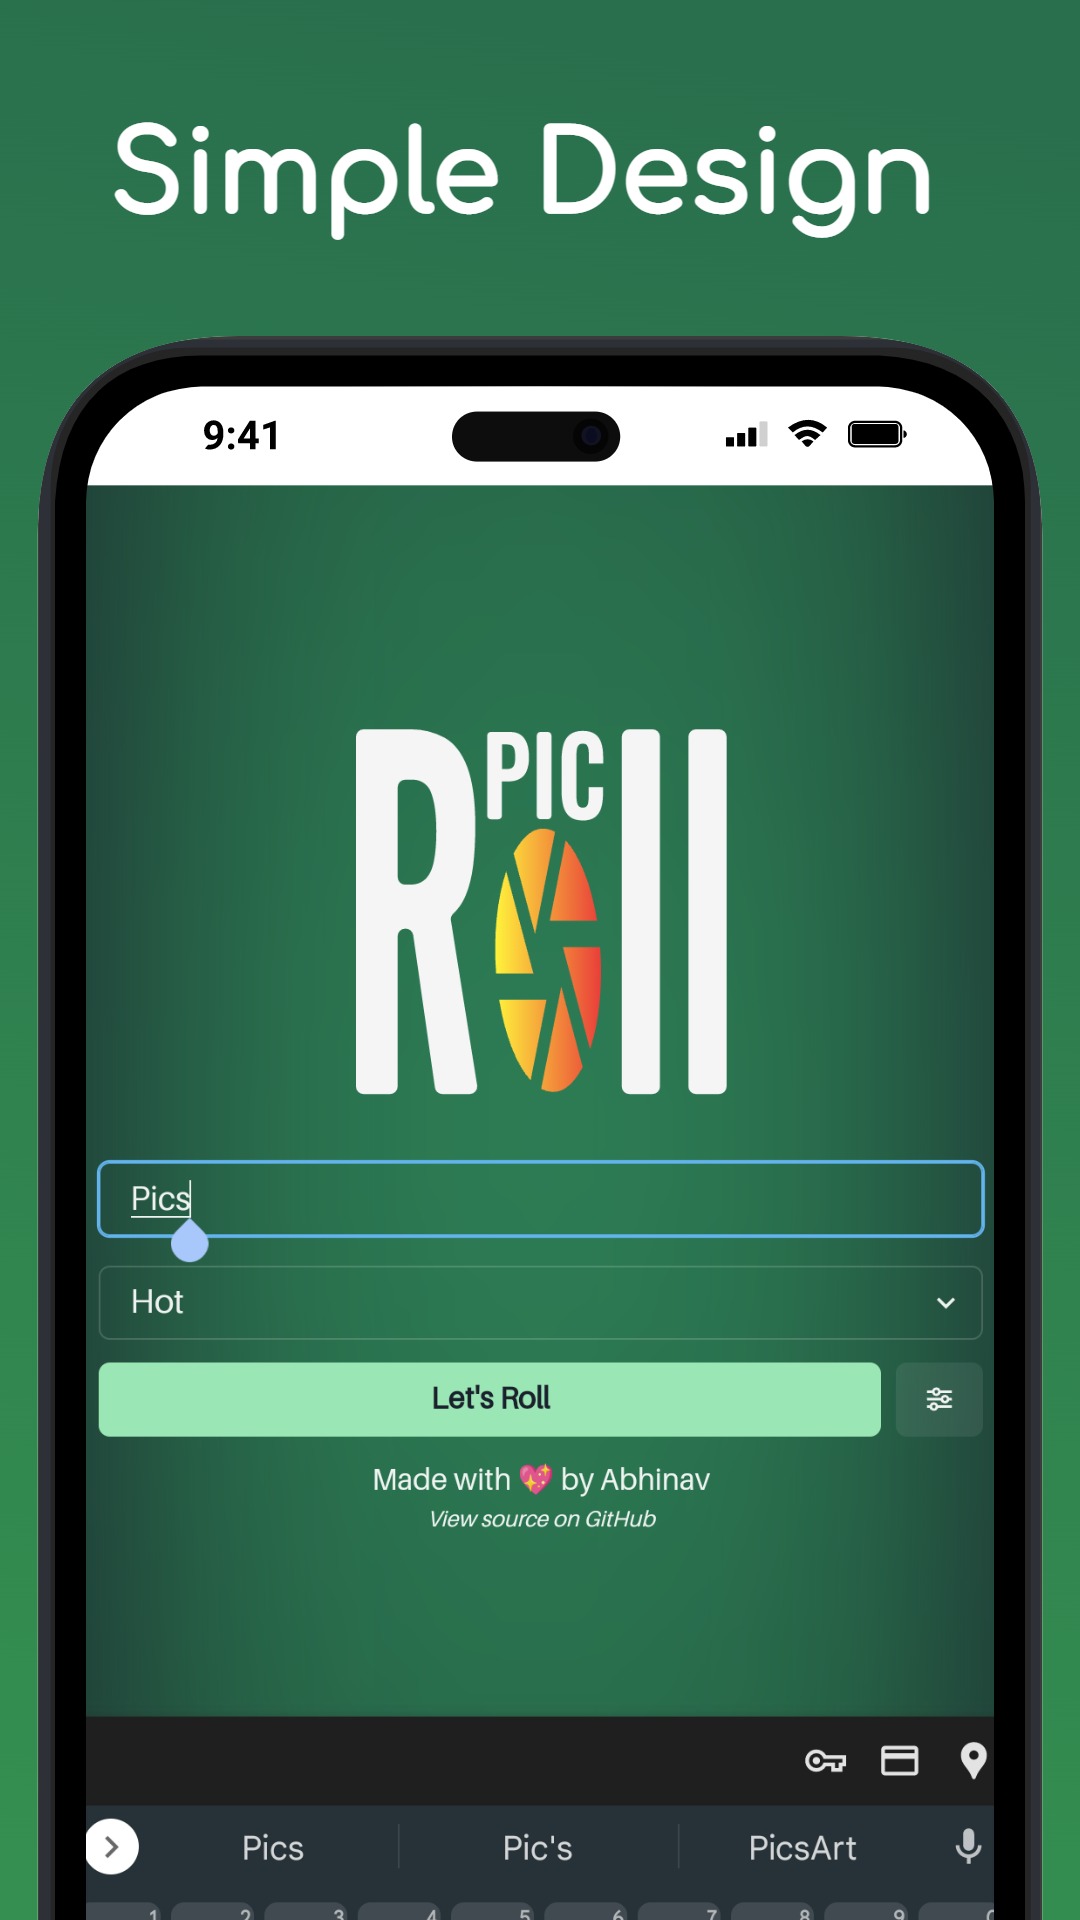 Simple Design
9:41
PIC
Roll
Pics
Hot
Let's Roll
Made with 💖 by Abhinav
View source on GitHub
Pics Pic's PicsArt
1 2 3 4 5 6 7 8 9